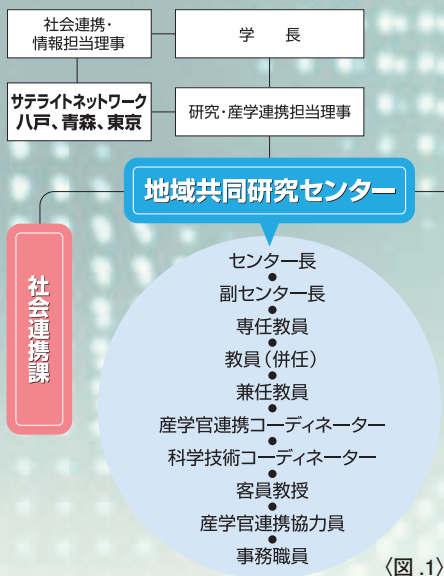 社会連携・
情報担当理事
学　長
サテライトネットワーク
八戸、青森、東京
研究・産学連携担当理事
地域共同研究センター
社会連携課
センター長
副センター長
専任教員
教員（併任）
兼任教員
産学官連携コーディネーター
科学技術コーディネーター
客員教授
産学官連携協力員
事務職員
〈図.1〉